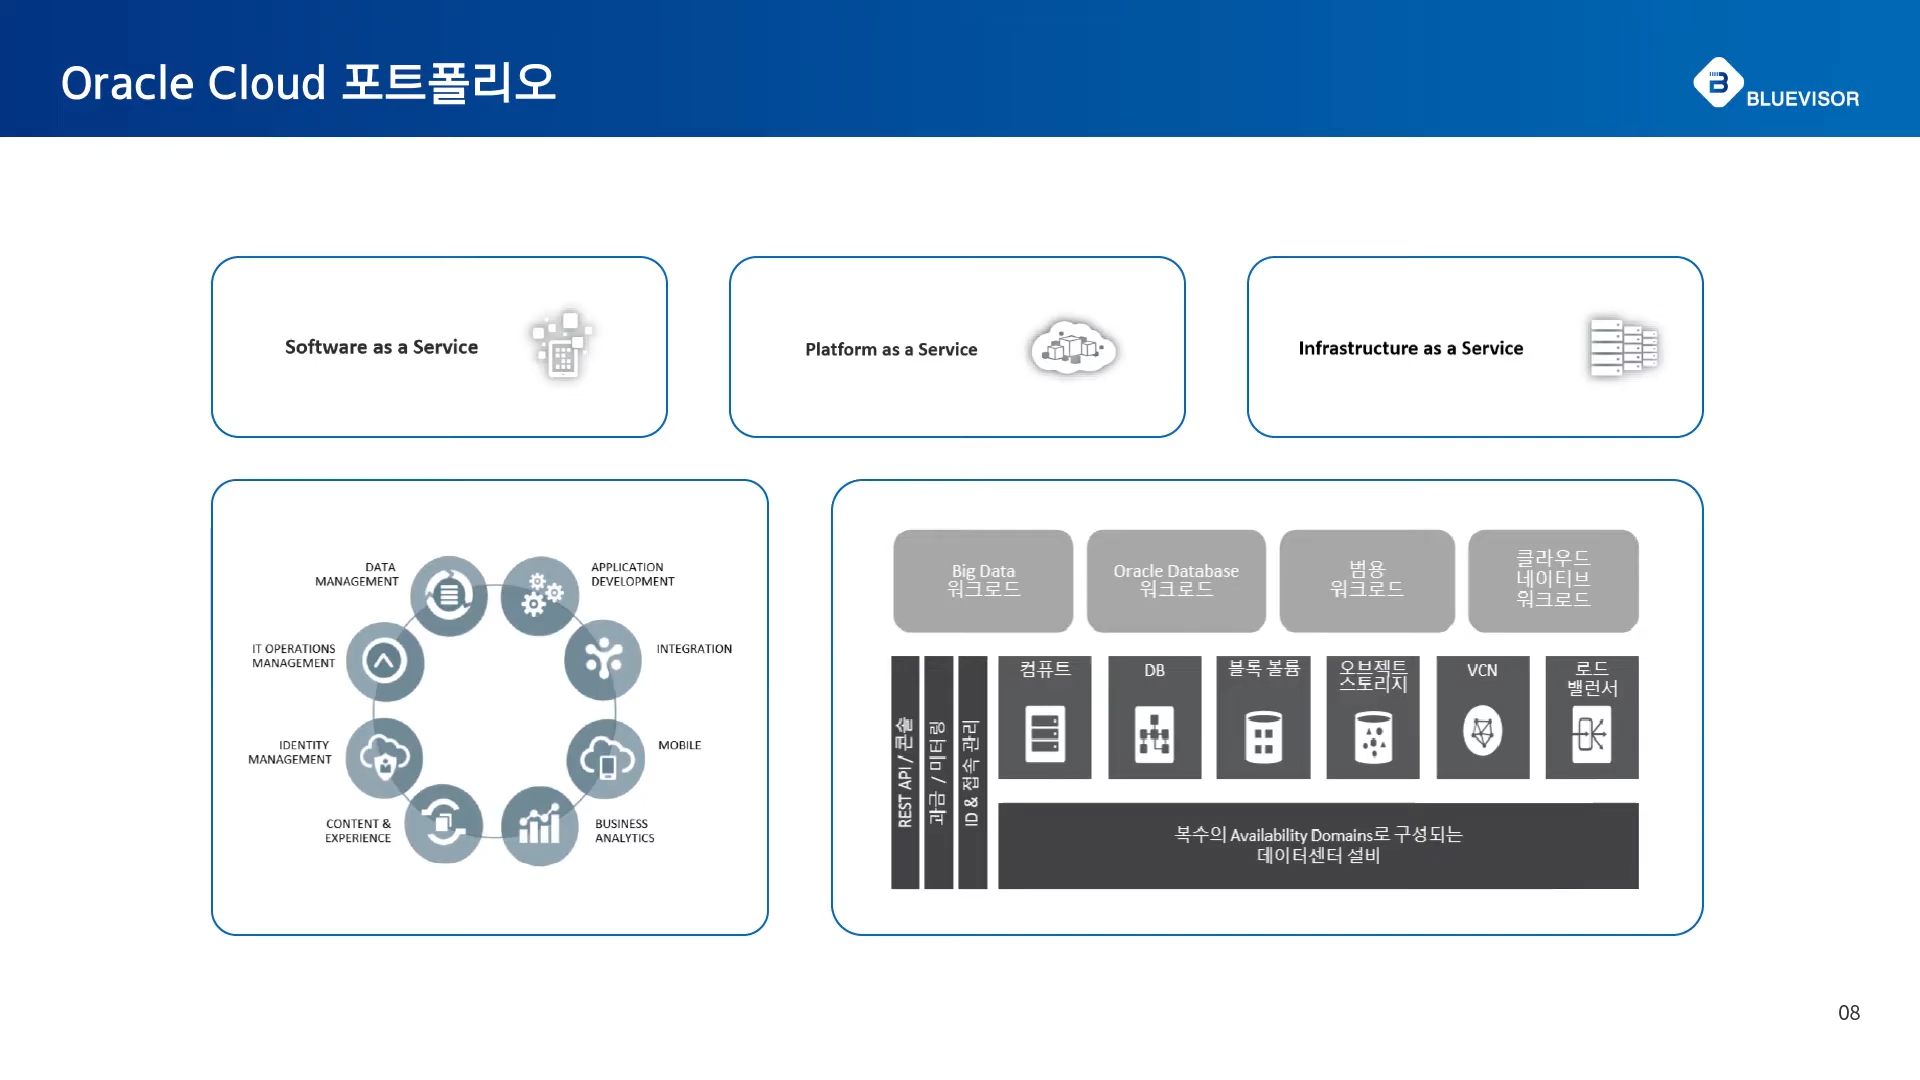 Oracle Cloud 포트폴리오
BLUEVISOR
Software as a Service
Platform as a Service
Infrastructure as a Service
DATA
MANAGEMENT
APPLICATION
DEVELOPMENT
IT OPERATIONS
MANAGEMENT
INTEGRATION
IDENTITY
MANAGEMENT
MOBILE
CONTENT &
EXPERIENCE
BUSINESS
ANALYTICS
Big Data
워크로드
Oracle Database
워크로드
범용
워크로드
클라우드
네이티브
워크로드
REST API / 콘솔
과금 / 미터링
ID & 접속 관리
컴퓨트
DB
블록 볼륨
오브젝트
스토리지
VCN
로드
밸런서
복수의 Availability Domains로 구성되는
데이터센터 설비
08